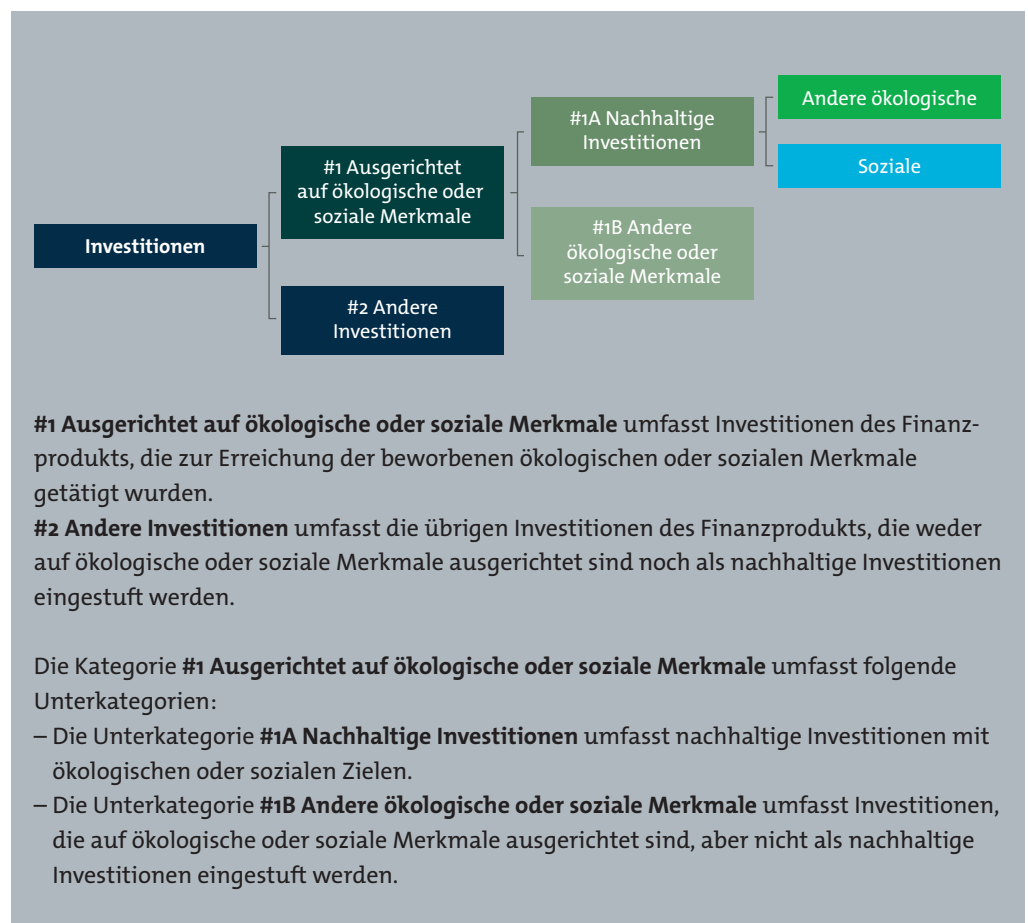 Andere ökologische
#1A Nachhaltige
Investitionen
Soziale
#1 Ausgerichtet
auf ökologische oder
soziale Merkmale
#1B Andere
ökologische oder
soziale Merkmale
Investitionen
#2 Andere
Investitionen
#1 Ausgerichtet auf ökologische oder soziale Merkmale umfasst Investitionen des Finanz-
produkts, die zur Erreichung der beworbenen ökologischen oder sozialen Merkmale
getätigt wurden.
#2 Andere Investitionen umfasst die übrigen Investitionen des Finanzprodukts, die weder
auf ökologische oder soziale Merkmale ausgerichtet sind noch als nachhaltige Investitionen
eingestuft werden.
Die Kategorie #1 Ausgerichtet auf ökologische oder soziale Merkmale umfasst folgende
Unterkategorien:
– Die Unterkategorie #1A Nachhaltige Investitionen umfasst nachhaltige Investitionen mit
ökologischen oder sozialen Zielen.
– Die Unterkategorie #1B Andere ökologische oder soziale Merkmale umfasst Investitionen,
die auf ökologische oder soziale Merkmale ausgerichtet sind, aber nicht als nachhaltige
Investitionen eingestuft werden.